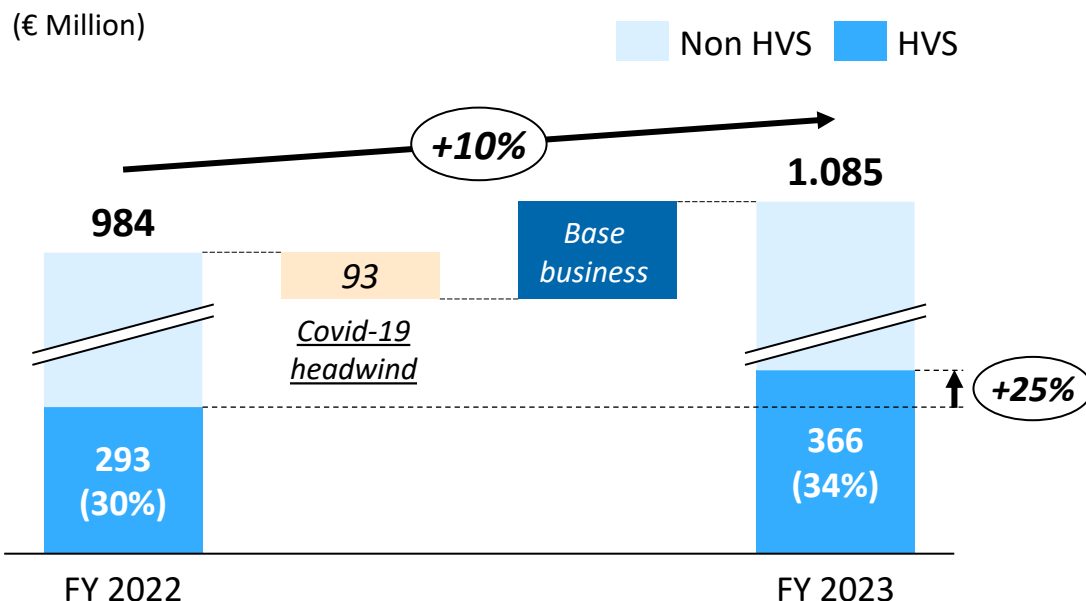 (€ Million)
Non HVS
HVS
+10%
984
1.085
93
Base
business
Covid-19
headwind
+25%
293
(30%)
366
(34%)
FY 2022
FY 2023